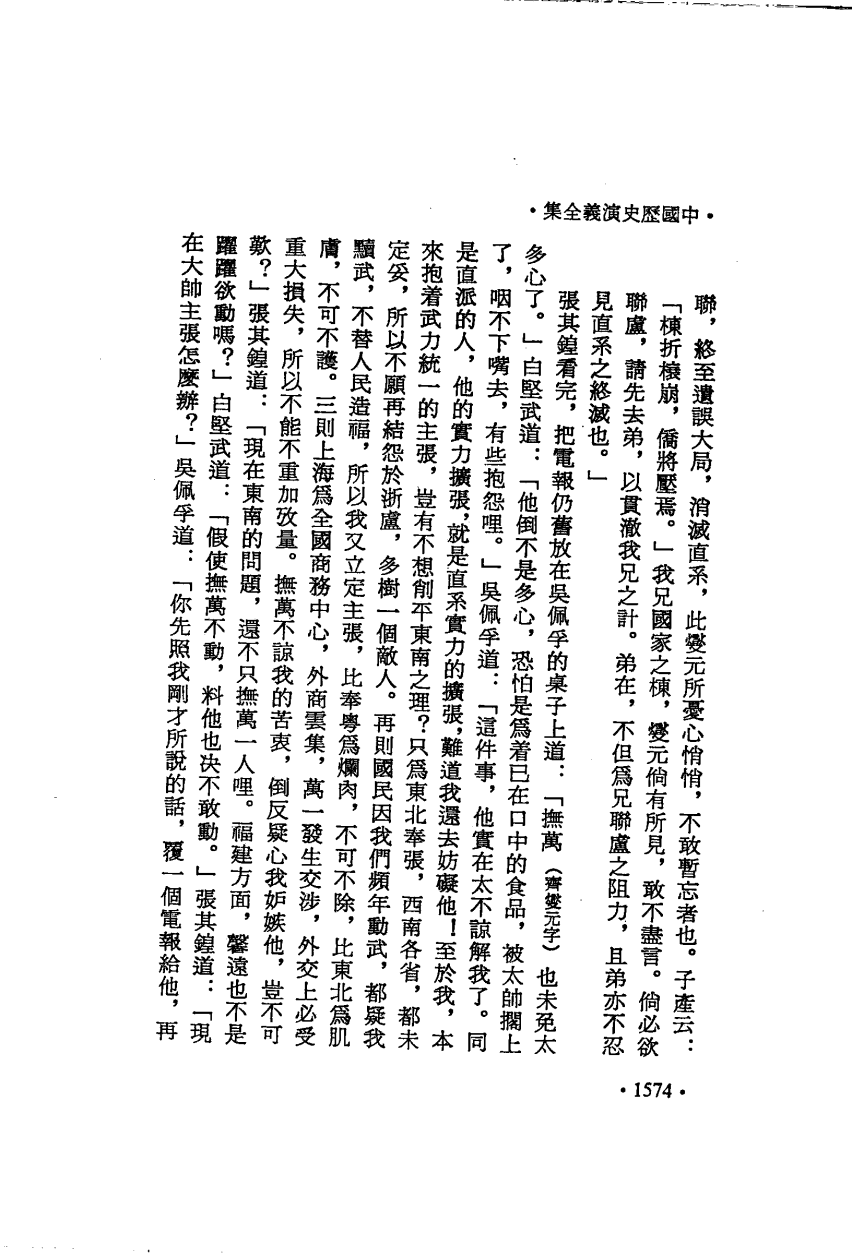 •中國歷史演義全集•
聯，終至遺誤大局，消滅直系，此燮元所憂心悄悄，不敢暫忘者也。子產云：
「棟折榱崩，僑將壓焉。」我兄國家之棟，燮元倘有所見，敢不盡言。倘必欲
聯盧，請先去弟，以貫澈我兄之計。弟在，不但爲兄聯盧之阻力，且弟亦不忍
見直系之終滅也。」
張其鍠看完，把電報仍舊放在吳佩孚的桌子上道：「撫萬（齊燮元字）也未免太
多心了。」白堅武道：「他倒不是多心，恐怕是爲着已在口中的食品，被大帥擱上
了，咽不下嘴去，有些抱怨哩。」吳佩孚道：「這件事，他實在太不諒解我了。同
是直派的人，他的實力擴張，就是直系實力的擴張，難道我還去妨礙他！至於我，本
來抱着武力統一的主張，豈有不想削平東南之理？只爲東北奉張，西南各省，都未
定妥，所以不願再結怨於浙盧，多樹一個敵人。再則國民因我們頻年動武，都疑我
黷武，不替人民造福，所以我又立定主張，比奉粵爲爛肉，不可不除，比東北爲肌
膚，不可不護。三則上海爲全國商務中心，外商雲集，萬一發生交涉，外交上必受
重大損失，所以不能不重加攷量。撫萬不諒我的苦衷，倒反疑心我妒嫉他，豈不可
歎？」張其鍠道：「現在東南的問題，還不只撫萬一人哩。福建方面，馨遠也不是
躍躍欲動嗎？」白堅武道：「假使撫萬不動，料他也決不敢動。」張其鍠道：「現
在大帥主張怎麼辦？」吳佩孚道：「你先照我剛才所說的話，覆一個電報給他，再
•1574•